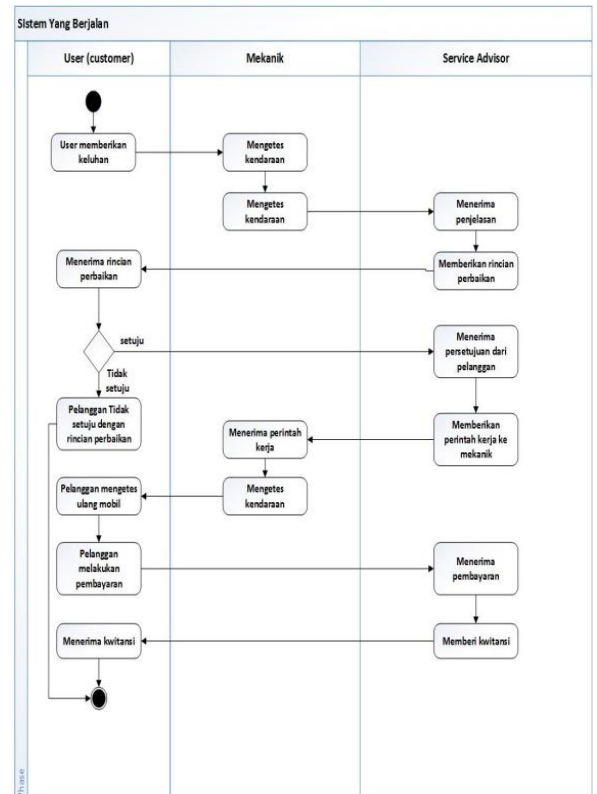 Sistem Yang Berjalan
User (customer)
Mekanik
Service Advisor
User memberikan
keluhan
Mengetes
kendaraan
Mengetes
kendaraan
Menerima
penjelasan
Menerima rincian
perbaikan
Memberikan rincian
perbaikan
setuju
Menerima
persetujuan dari
pelanggan
Tidak
setuju
Pelanggan Tidak
setuju dengan
rincian perbaikan
Menerima perintah
kerja
Memberikan
perintah kerja ke
mekanik
Pelanggan mengetes
ulang mobil
Mengetes
kendaraan
Pelanggan
melakukan
pembayaran
Menerima
pembayaran
Menerima kwitansi
Memberi kwitansi
Phase